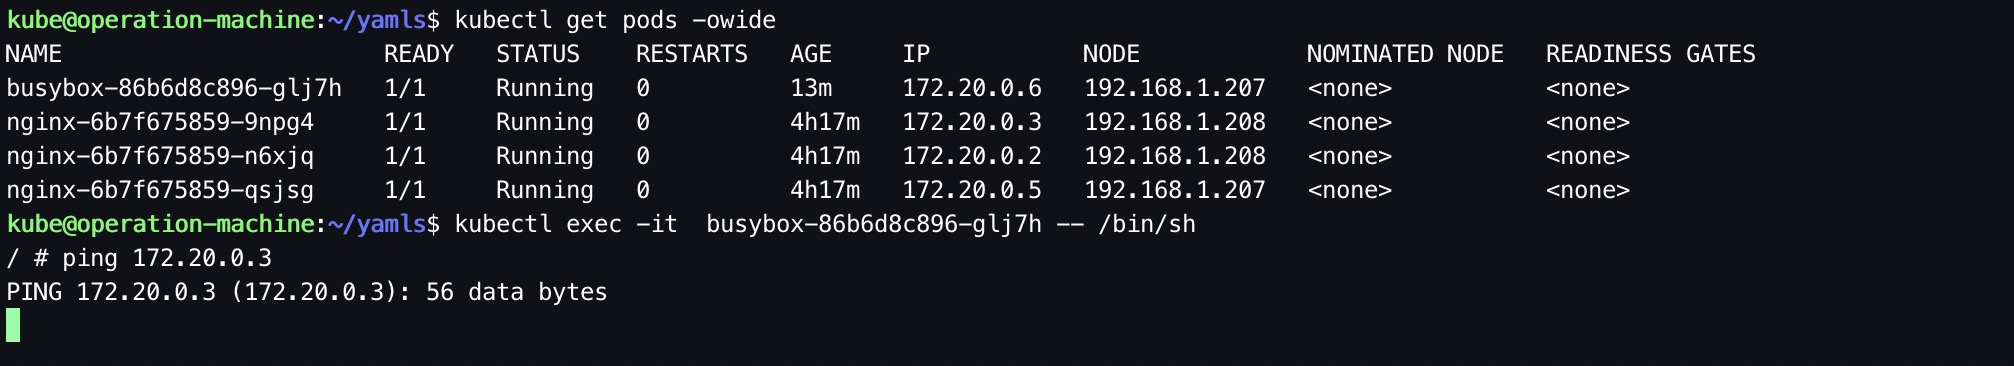 kube@operation-machine:~/yamls$ kubectl get pods -owide
NAME READY STATUS RESTARTS AGE IP NODE NOMINATED NODE READINESS GATES
busybox-86b6d8c896-glj7h 1/1 Running 0 13m 172.20.0.6 192.168.1.207 <none> <none>
nginx-6b7f675859-9npg4 1/1 Running 0 4h17m 172.20.0.3 192.168.1.208 <none> <none>
nginx-6b7f675859-n6xjq 1/1 Running 0 4h17m 172.20.0.2 192.168.1.208 <none> <none>
nginx-6b7f675859-qsjsg 1/1 Running 0 4h17m 172.20.0.5 192.168.1.207 <none> <none>
kube@operation-machine:~/yamls$ kubectl exec -it  busybox-86b6d8c896-glj7h -- /bin/sh
/ # ping 172.20.0.3
PING 172.20.0.3 (172.20.0.3): 56 data bytes